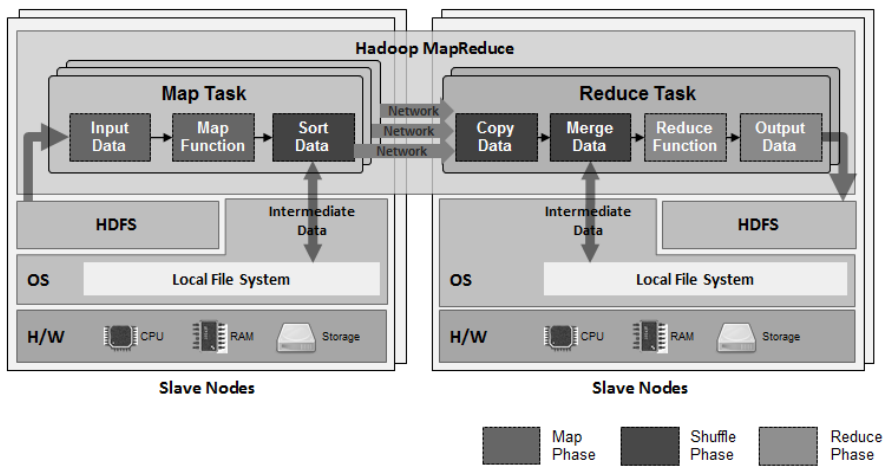 Hadoop MapReduce
Map Task
Input
Data
Map
Function
Sort
Data
Network
Network
Network
Reduce Task
Copy
Data
Merge
Data
Reduce
Function
Output
Data
HDFS
Intermediate
Data
OS
Local File System
H/W
CPU
RAM
Storage
Slave Nodes
Intermediate
Data
HDFS
OS
Local File System
H/W
CPU
RAM
Storage
Slave Nodes
Map
Phase
Shuffle
Phase
Reduce
Phase